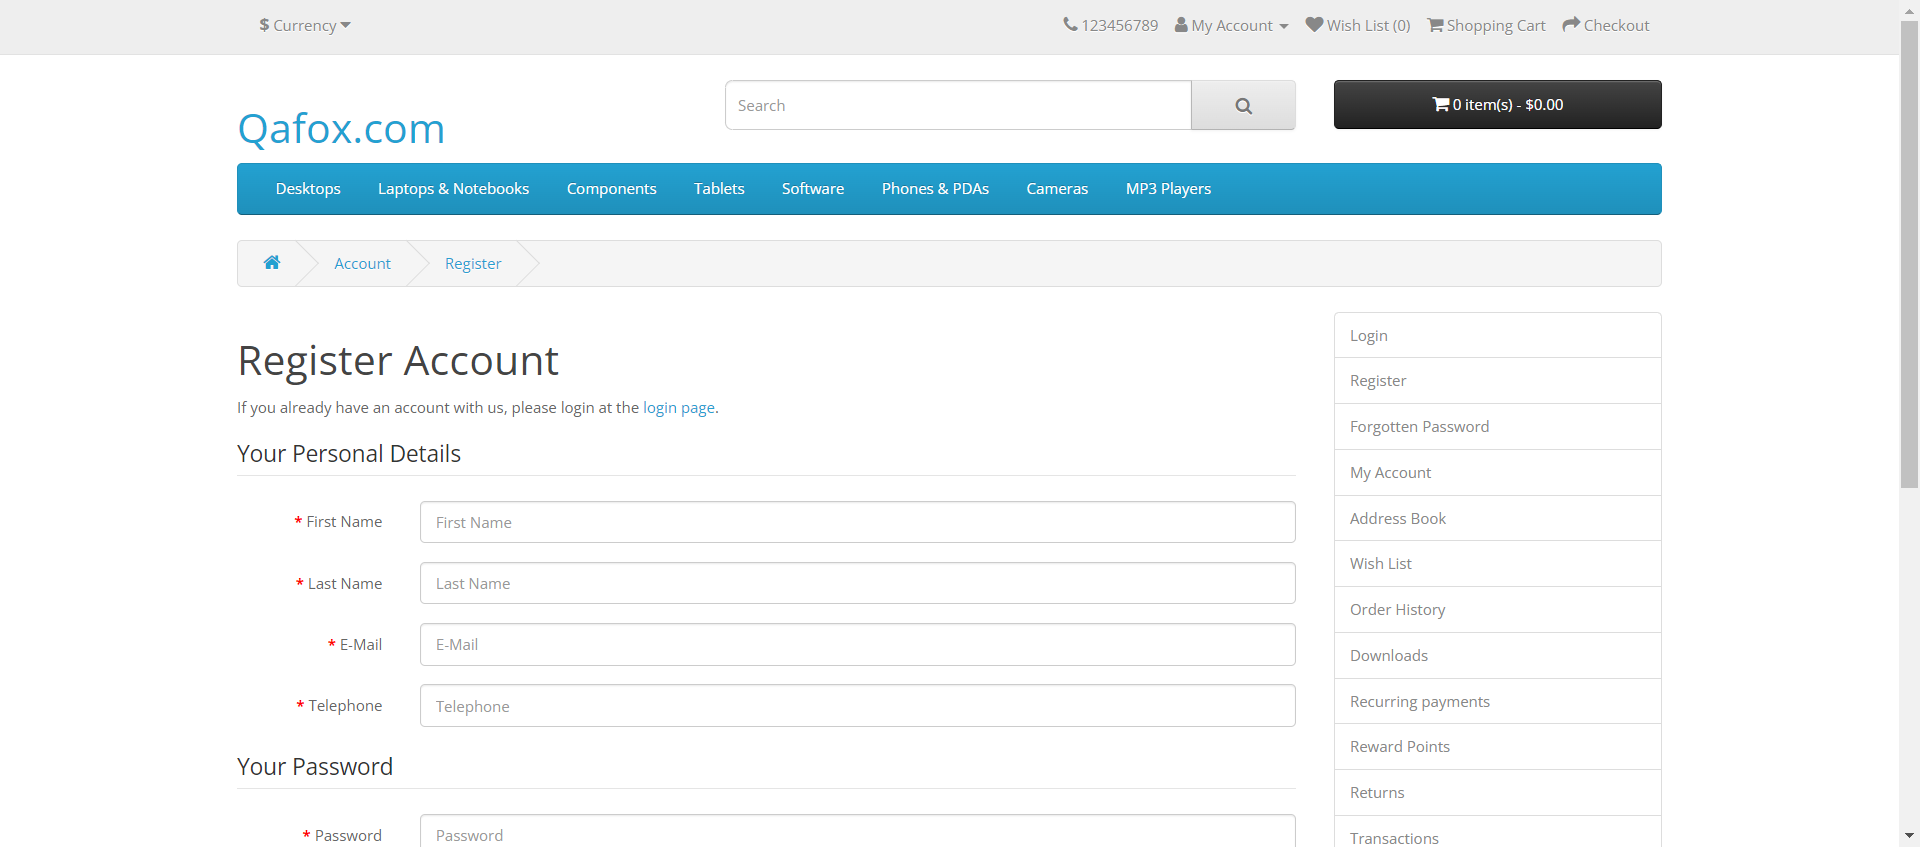 $ Currency
123456789 My Account Wish List (0) Shopping Cart Checkout
Qafox.com
Search
0 item(s) - $0.00
Desktops Laptops & Notebooks Components Tablets Software Phones & PDAs Cameras MP3 Players
Account Register
Register Account
If you already have an account with us, please login at the login page.
Your Personal Details
* First Name First Name
* Last Name Last Name
* E-Mail E-Mail
* Telephone Telephone
Your Password
* Password Password
Login
Register
Forgotten Password
My Account
Address Book
Wish List
Order History
Downloads
Recurring payments
Reward Points
Returns
Transactions